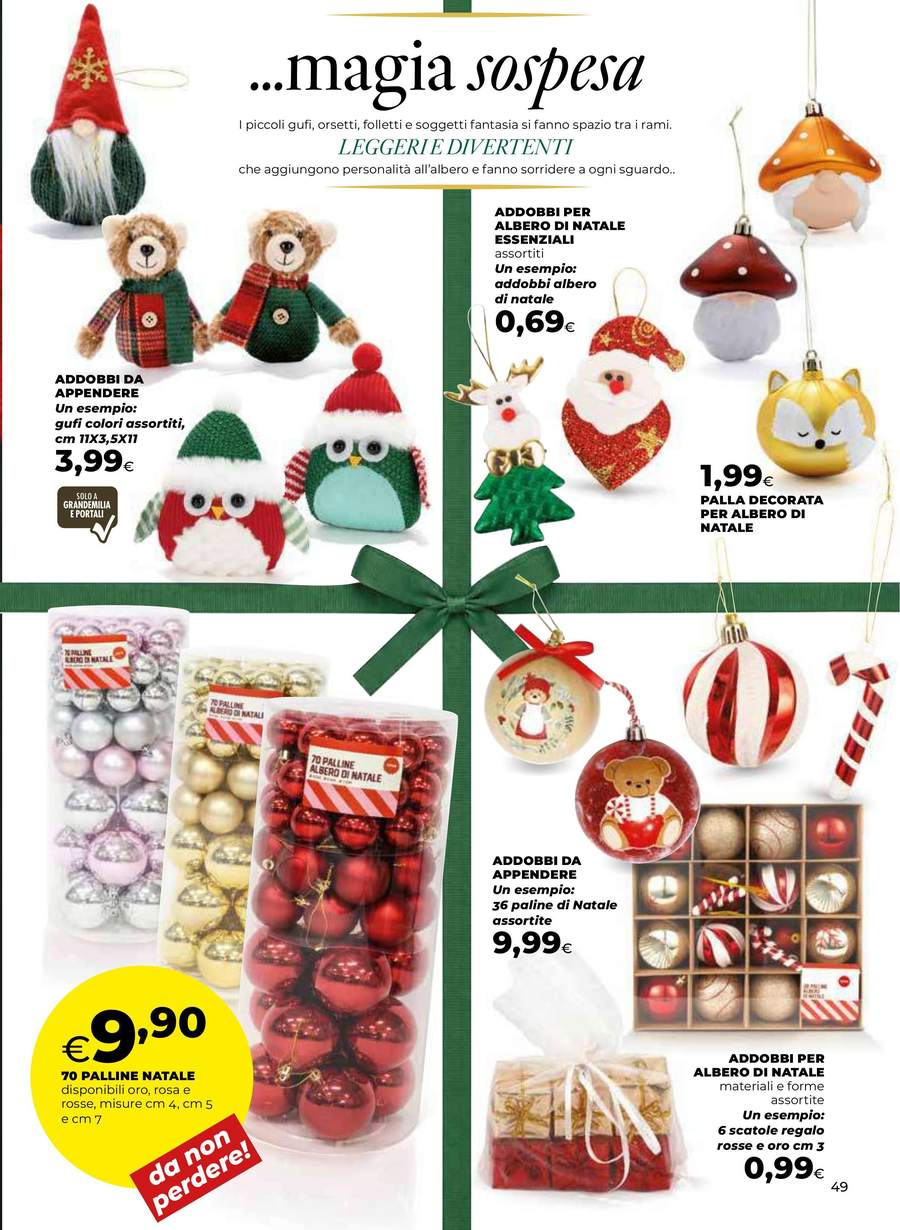 ...magia sospesa
I piccoli gufi, orsetti, folletti e soggetti fantasia si fanno spazio tra i rami.
LEGGERI E DIVERTENTI
che aggiungono personalità all'albero e fanno sorridere a ogni sguardo..
ADDOBBI PER
ALBERO DI NATALE
ESSENZIALI
assortiti
Un esempio:
addobbi albero
di natale
0,69€
ADDOBBI DA
APPENDERE
Un esempio:
gufi colori assortiti,
cm 11X3,5X11
3,99€
SOLO A
GRANDEMILIA
E PORTALI
1,99€
PALLA DECORATA
PER ALBERO DI
NATALE
70 PALLINE
ALBERO DI NATALE
70 PALLINE
ALBERO DI NATALE
70 PALLINE
ALBERO DI NATALE
ADDOBBI DA
APPENDERE
Un esempio:
36 paline di Natale
assortite
9,99€
€9,90
70 PALLINE NATALE
disponibili oro, rosa e
rosse, misure cm 4, cm 5
e cm 7
da non
perdere!
ADDOBBI PER
ALBERO DI NATALE
materiali e forme
assortite
Un esempio:
6 scatole regalo
rosse e oro cm 3
0,99€
49